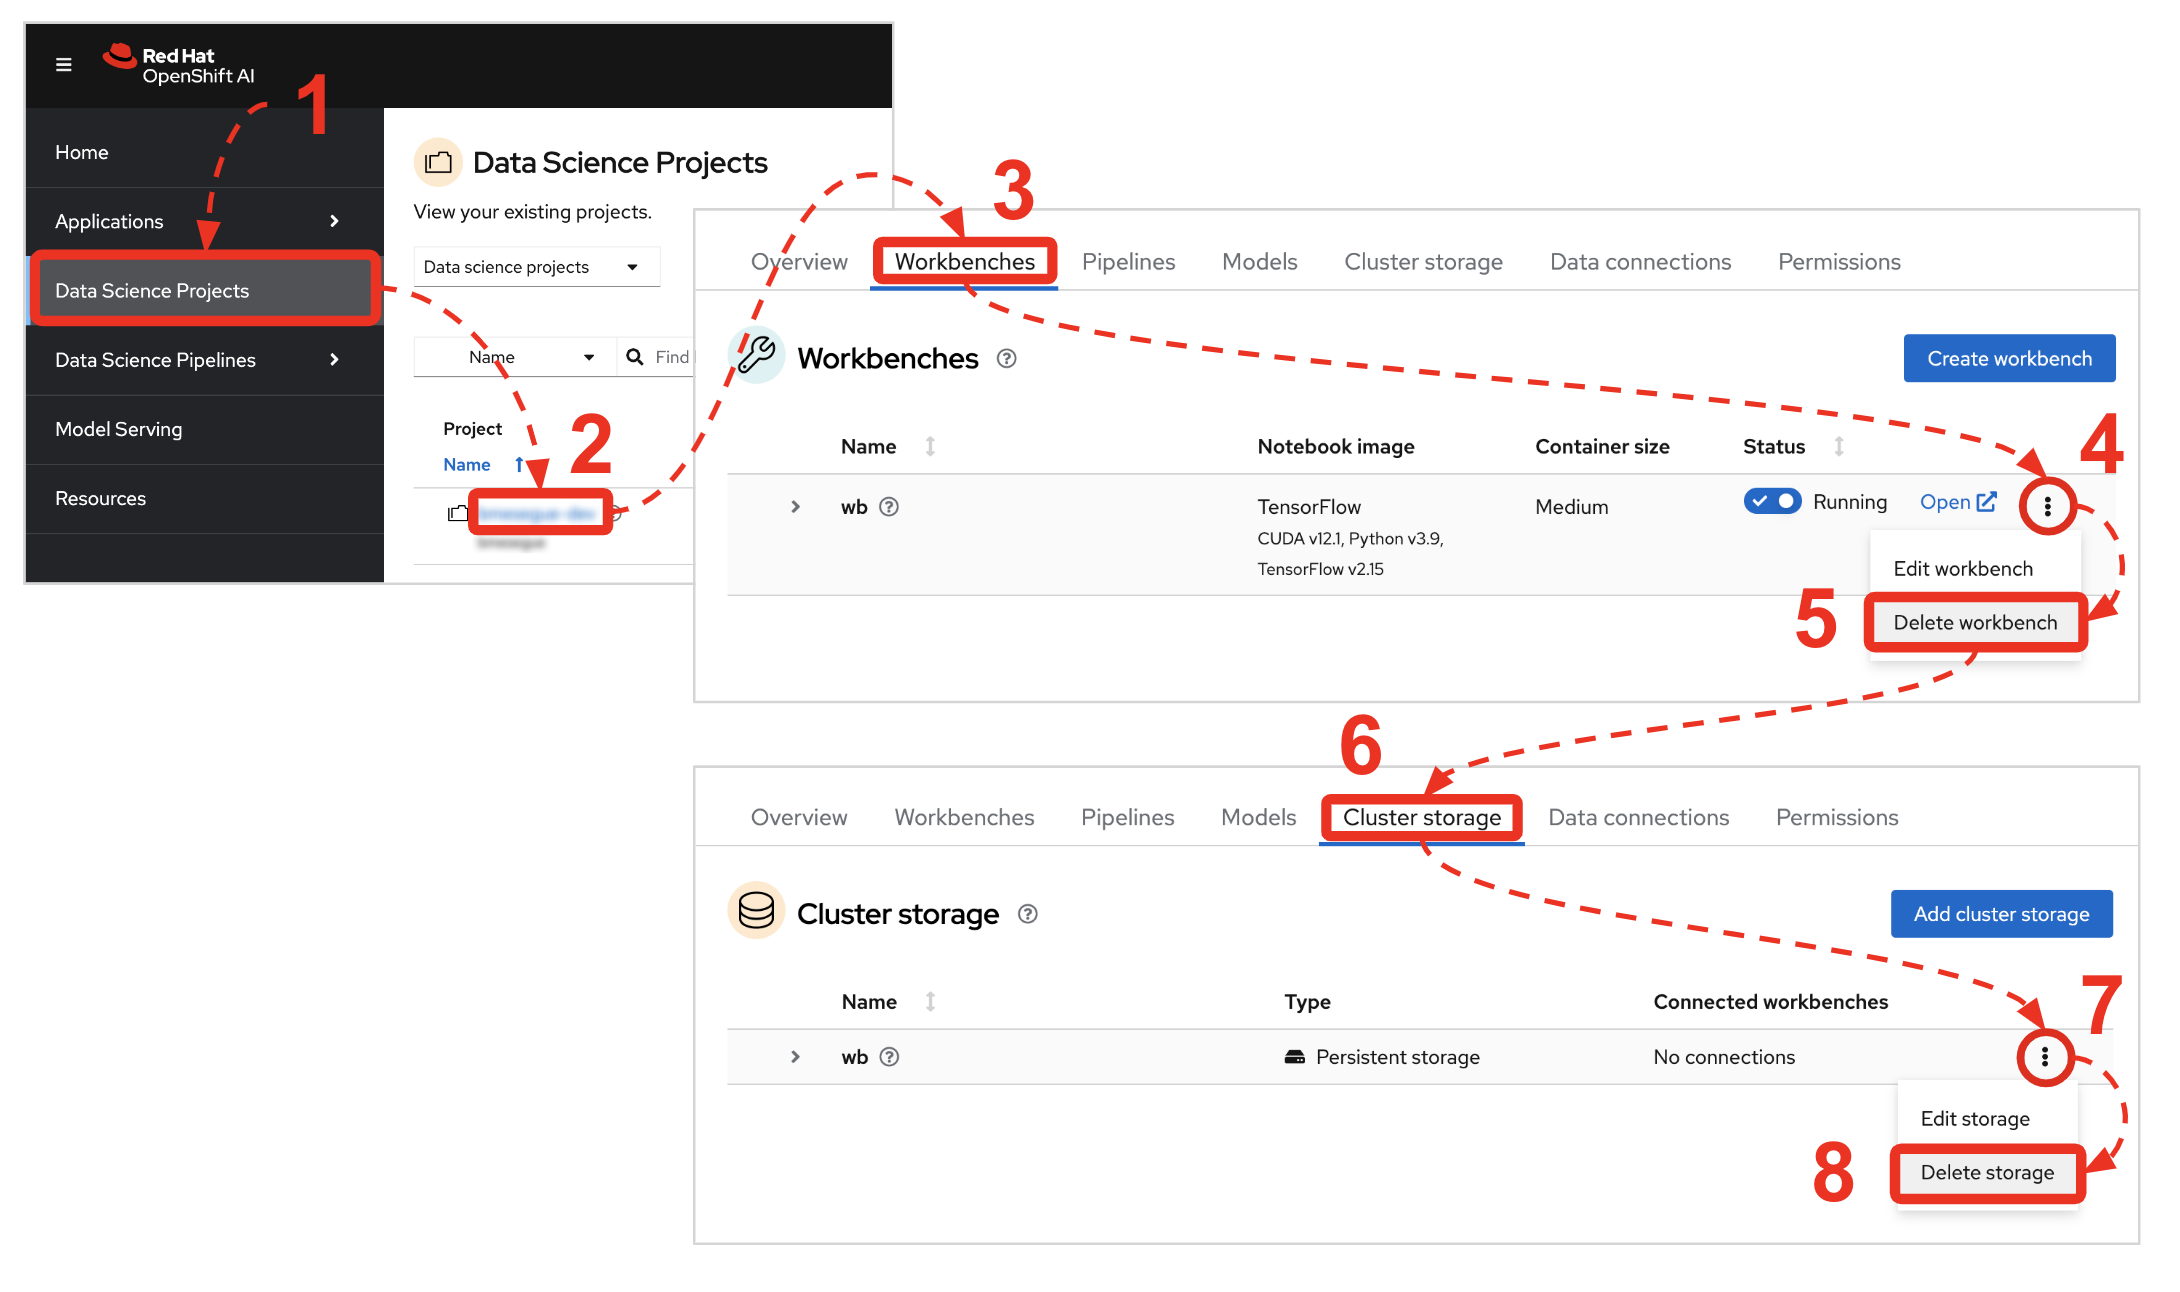 Red Hat
OpenShift AI
1
Home
Applications
Data Science Projects
Data Science Pipelines
Model Serving
Resources
Data Science Projects
View your existing projects.
Data science projects
Name
Find
Project
Name
2
3
Overview
Workbenches
Pipelines
Models
Cluster storage
Data connections
Permissions
Workbenches
Create workbench
Name
Notebook image
Container size
Status
4
wb
TensorFlow
CUDA v12.1, Python v3.9,
TensorFlow v2.15
Medium
Running
Open
Edit workbench
5
Delete workbench
6
Overview
Workbenches
Pipelines
Models
Cluster storage
Data connections
Permissions
Cluster storage
Add cluster storage
Name
Type
Connected workbenches
7
wb
Persistent storage
No connections
Edit storage
8
Delete storage